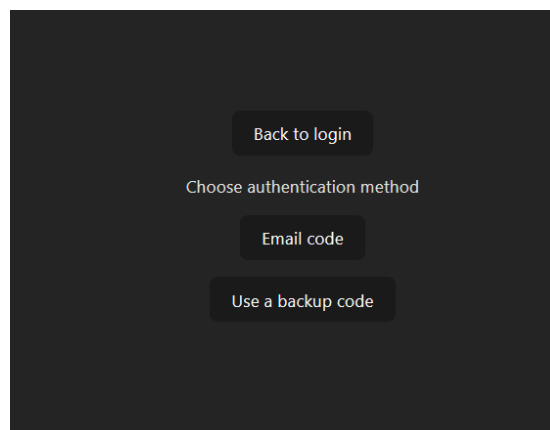 Back to login
Choose authentication method
Email code
Use a backup code